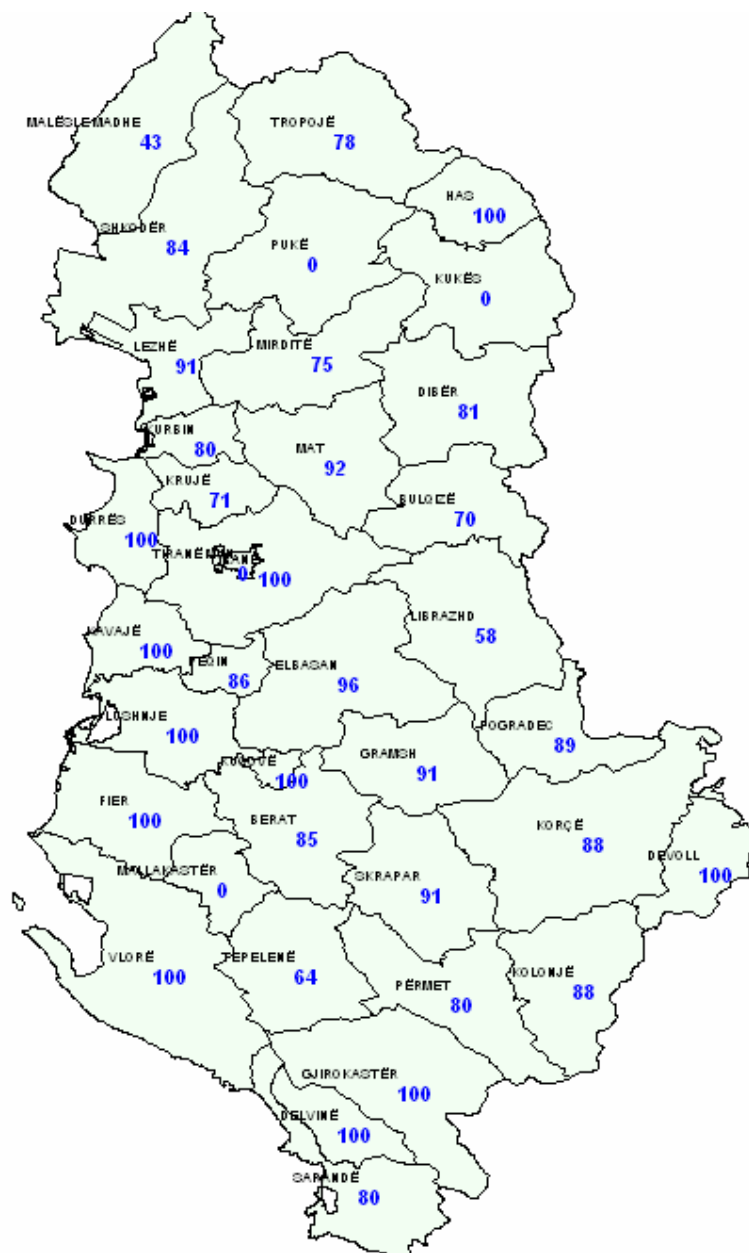 MALËSI E MADHE
43
TROPOJË
78
HAS
100
SHKODËR
84
PUKË
0
KUKËS
0
LEZHË
91
MIRDITË
75
DIBËR
81
KURBIN
80
MAT
92
KRUJË
71
BULQIZË
70
DURRËS
100
0
100
LIBRAZHD
58
KAVAJË
100
PEQIN
86
ELBASAN
96
LUSHNJE
100
POGRADEC
89
KUÇOVË
100
GRAMSH
91
FIER
100
BERAT
85
KORÇË
88
DEVOLL
100
MALLAKASTËR
0
SKRAPAR
91
VLORË
100
TEPELENË
64
PËRMET
80
KOLONJË
88
GJIROKASTËR
100
DELVINË
100
SARANDË
80